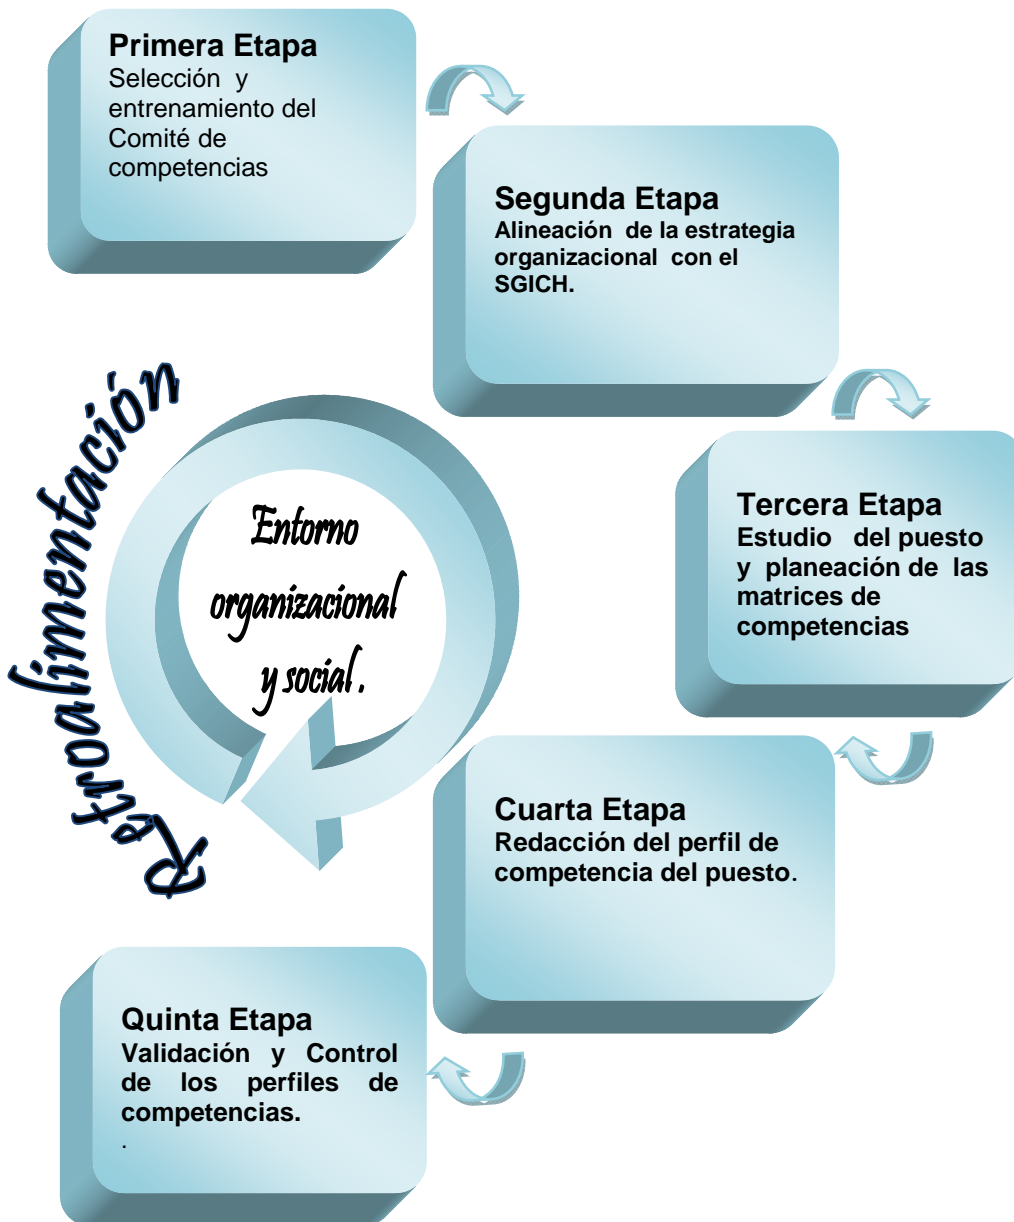 Primera Etapa
Selección y
entrenamiento del
Comité de
competencias
Segunda Etapa
Alineación de la estrategia
organizacional con el
SGICH.
Tercera Etapa
Estudio del puesto
y planeación de las
matrices de
competencias
Retroalimentación
Entorno
organizacional
y social.
Cuarta Etapa
Redacción del perfil de
competencia del puesto.
Quinta Etapa
Validación y Control
de los perfiles de
competencias.
.